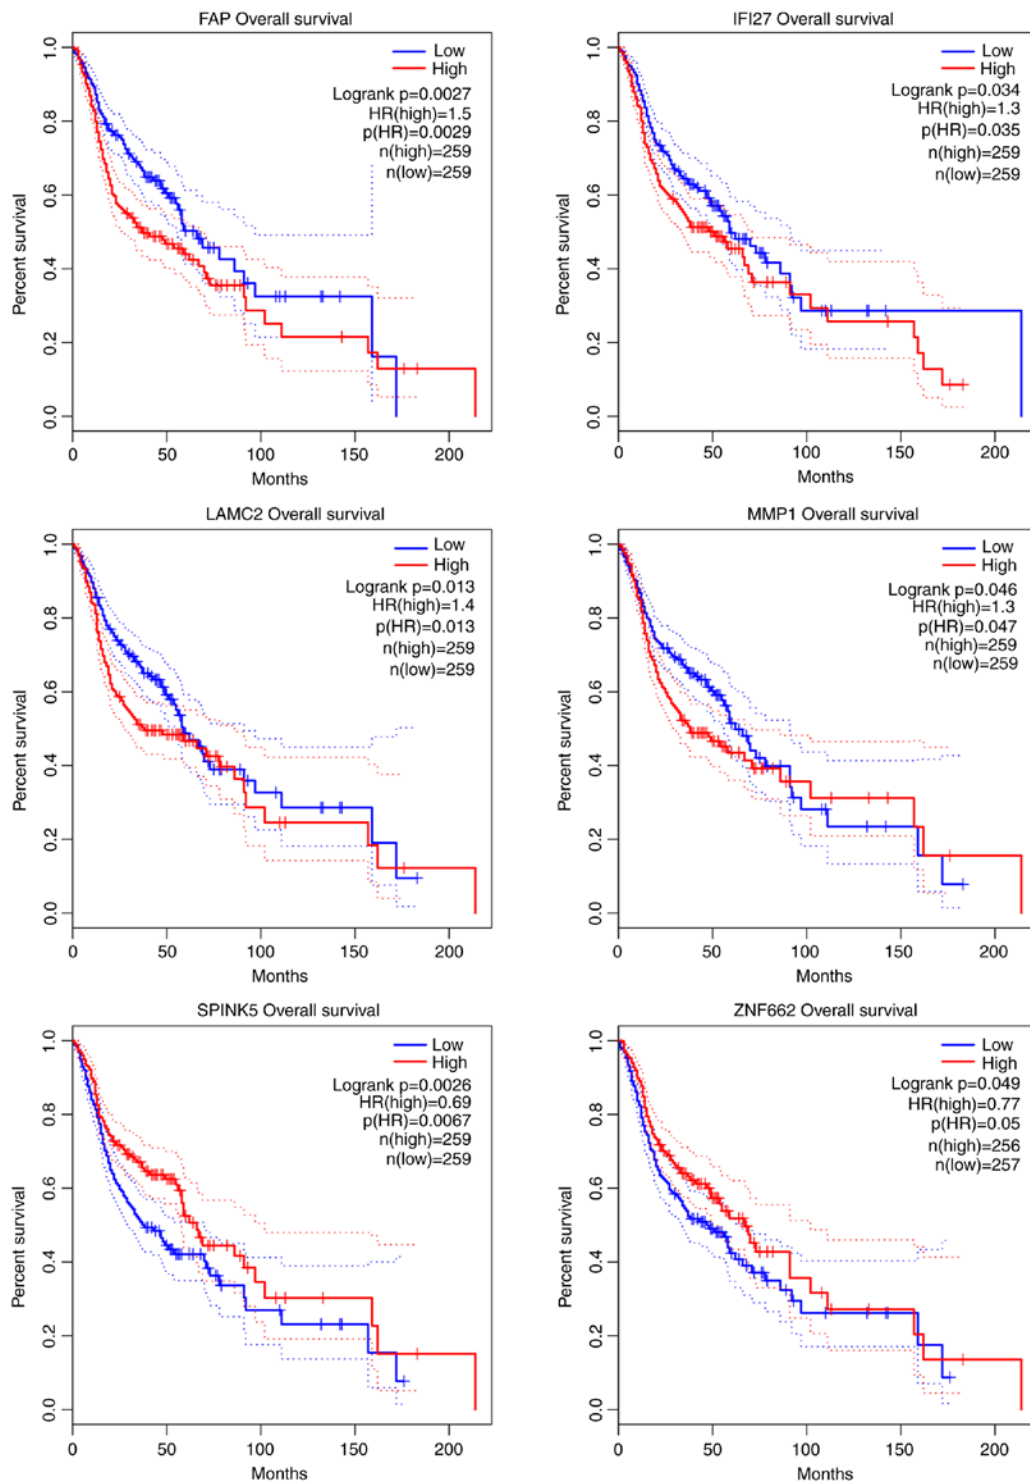 FAP Overall survival
Low
High
Logrank p=0.0027
HR(high)=1.5
p(HR)=0.0029
n(high)=259
n(low)=259
Percent survival
1.0
0.8
0.6
0.4
0.2
0.0
0 50 100 150 200
Months
IFI27 Overall survival
Low
High
Logrank p=0.034
HR(high)=1.3
p(HR)=0.035
n(high)=259
n(low)=259
Percent survival
1.0
0.8
0.6
0.4
0.2
0.0
0 50 100 150 200
Months
LAMC2 Overall survival
Low
High
Logrank p=0.013
HR(high)=1.4
p(HR)=0.013
n(high)=259
n(low)=259
Percent survival
1.0
0.8
0.6
0.4
0.2
0.0
0 50 100 150 200
Months
MMP1 Overall survival
Low
High
Logrank p=0.046
HR(high)=1.3
p(HR)=0.047
n(high)=259
n(low)=259
Percent survival
1.0
0.8
0.6
0.4
0.2
0.0
0 50 100 150 200
Months
SPINK5 Overall survival
Low
High
Logrank p=0.0026
HR(high)=0.69
p(HR)=0.0067
n(high)=259
n(low)=259
Percent survival
1.0
0.8
0.6
0.4
0.2
0.0
0 50 100 150 200
Months
ZNF662 Overall survival
Low
High
Logrank p=0.049
HR(high)=0.77
p(HR)=0.05
n(high)=256
n(low)=257
Percent survival
1.0
0.8
0.6
0.4
0.2
0.0
0 50 100 150 200
Months